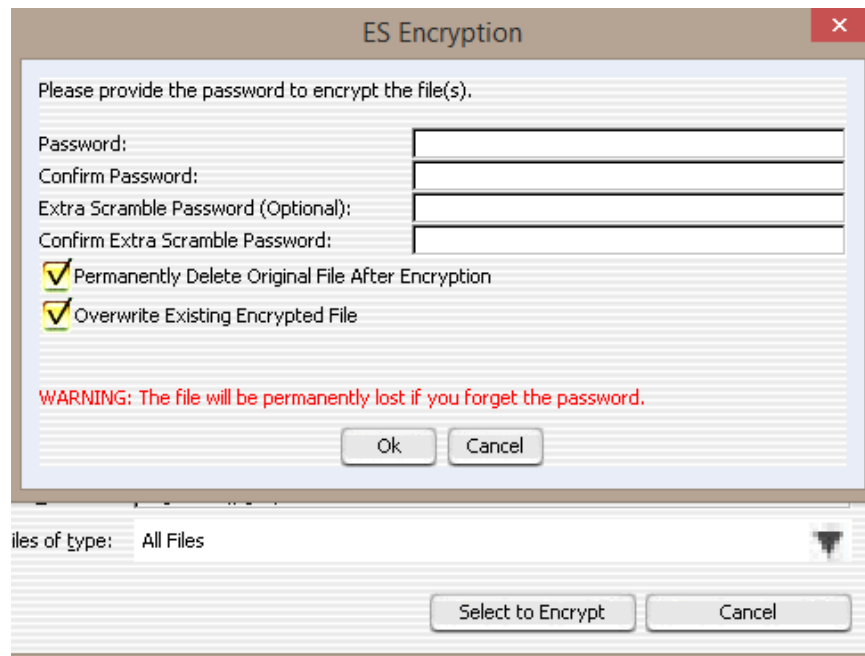 ES Encryption
Please provide the password to encrypt the file(s).
Password:
Confirm Password:
Extra Scramble Password (Optional):
Confirm Extra Scramble Password:
Permanently Delete Original File After Encryption
Overwrite Existing Encrypted File
WARNING: The file will be permanently lost if you forget the password.
Ok Cancel
iles of type: All Files
Select to Encrypt Cancel